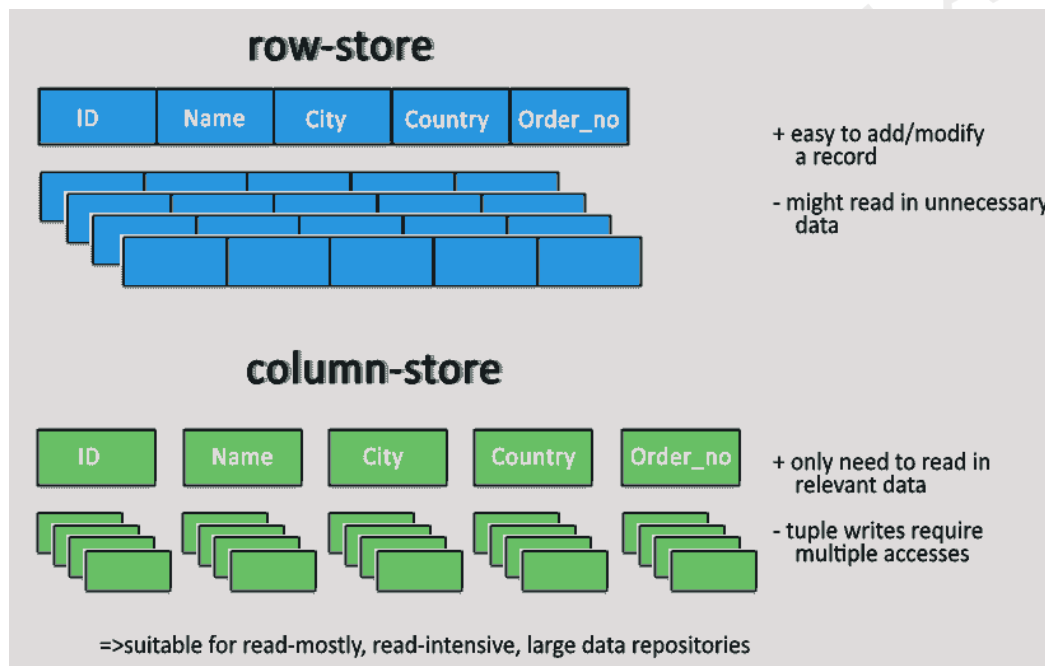 row-store
ID Name City Country Order_no
+ easy to add/modify
a record
- might read in unnecessary
data
column-store
ID Name City Country Order_no
+ only need to read in
relevant data
- tuple writes require
multiple accesses
=>suitable for read-mostly, read-intensive, large data repositories